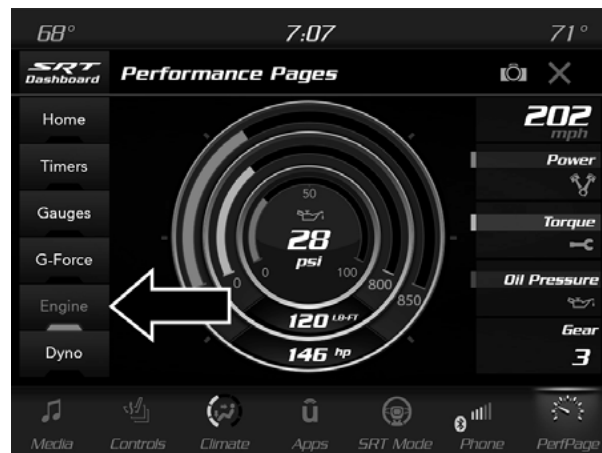 68° 7:07 71°
SRT
Dashboard
Performance Pages
Home
Timers
Gauges
G-Force
Engine
Dyno
50
28
psi
0 100
0 800
850
120 LB-FT
146 hp
202
mph
Power
Torque
Oil Pressure
Gear
3
û
Media Controls Climate Apps SRT Mode Phone PerfPage